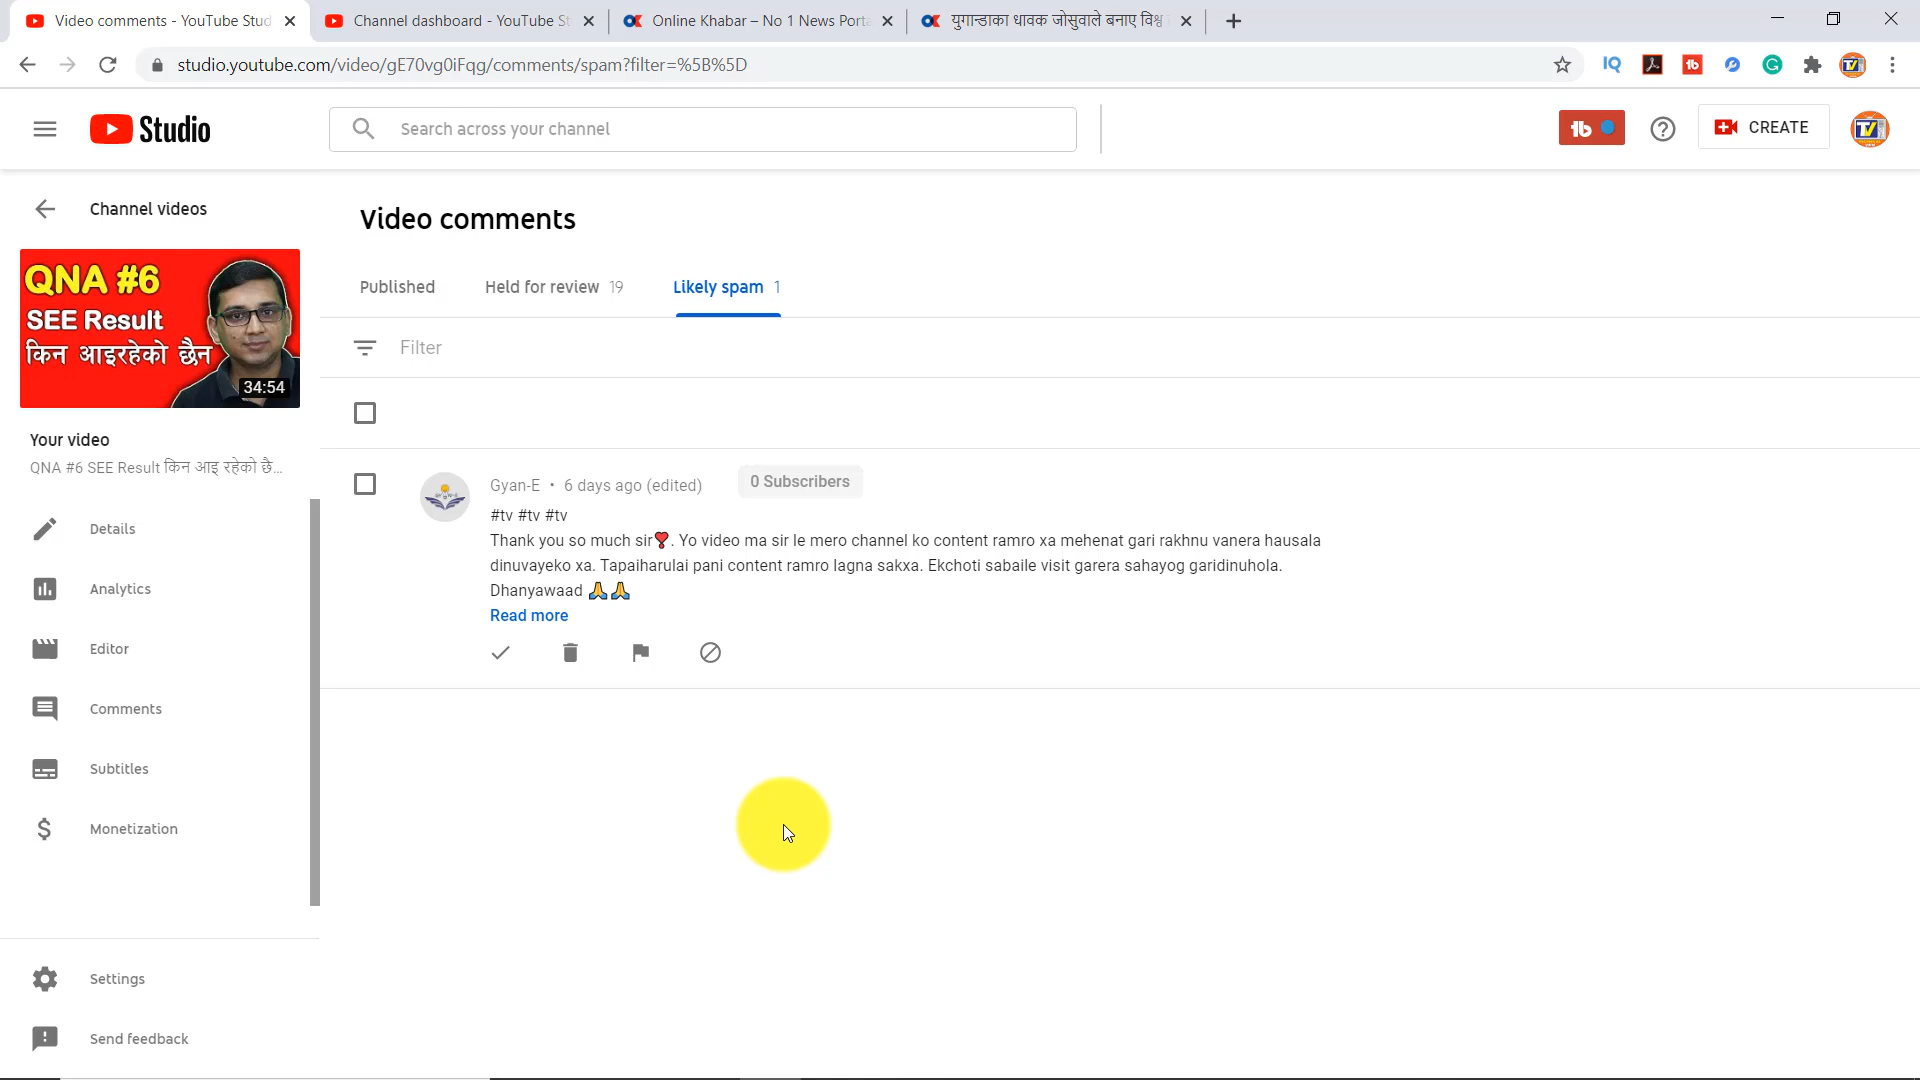 Video comments - YouTube Stud
Channel dashboard - YouTube St
Online Khabar – No 1 News Porta
युगान्डाका धावक जोसुवाले बनाए विश्व
studio.youtube.com/video/gE70vg0iFqg/comments/spam?filter=%5B%5D
IQ
Studio
Search across your channel
CREATE
TV
Channel videos
Video comments
QNA #6
SEE Result
किन आइरहेको छैन
34:54
Published
Held for review 19
Likely spam 1
Filter
Your video
QNA #6 SEE Result किन आइ रहेको छै...
Gyan-E • 6 days ago (edited)
0 Subscribers
#tv #tv #tv
Thank you so much sir❣. Yo video ma sir le mero channel ko content ramro xa mehenat gari rakhnu vanera hausala
dinuvayeko xa. Tapaiharulai pani content ramro lagna sakxa. Ekchoti sabaile visit garera sahayog garidinuhola.
Dhanyawaad 🙏🙏
Read more
Details
Analytics
Editor
Comments
Subtitles
Monetization
Settings
Send feedback